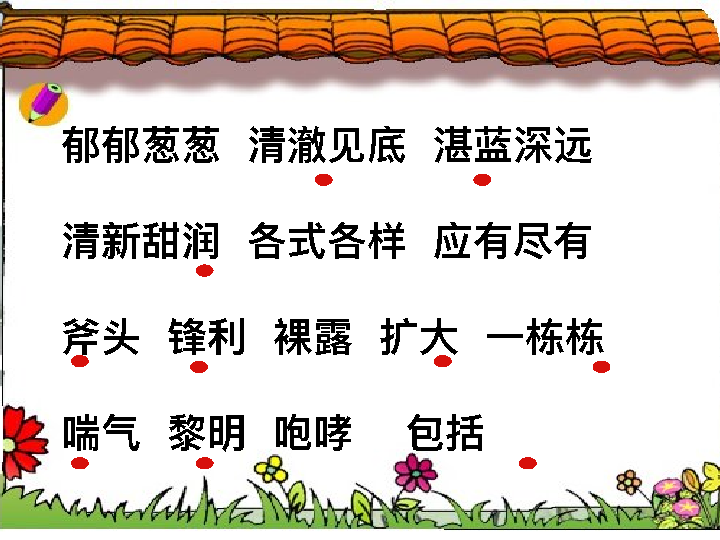 郁郁葱葱 清澈见底 湛蓝深远
清新甜润 各式各样 应有尽有
斧头 锋利 裸露 扩大 一栋栋
喘气 黎明 咆哮 包括